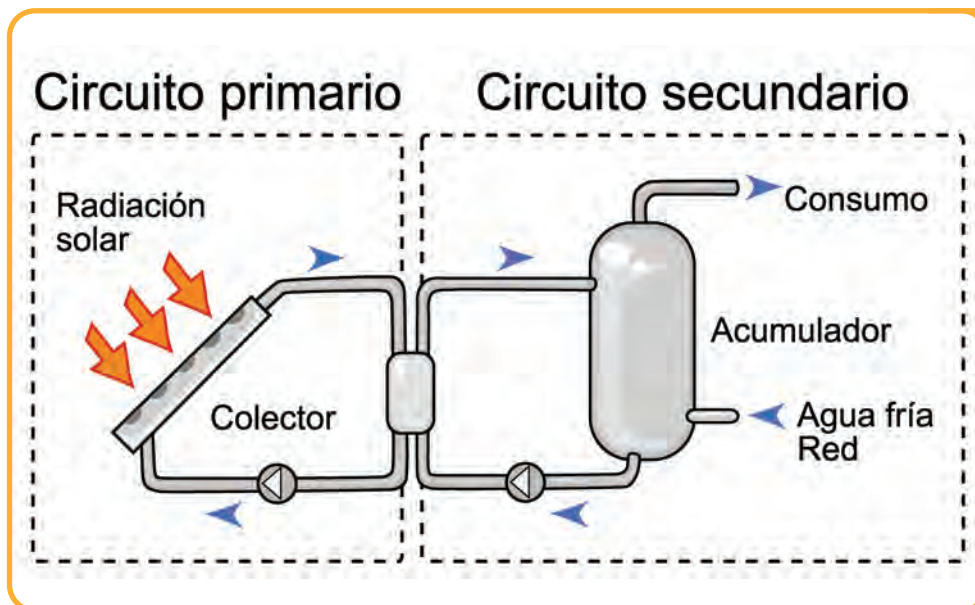 Circuito primario
Circuito secundario
Radiación
solar
Consumo
Acumulador
Colector
Agua fría
Red